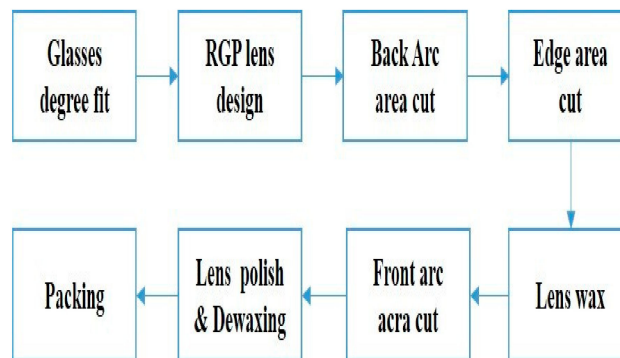 Glasses
degree fit
RGP lens
design
Back Arc
area cut
Edge area
cut
Lens wax
Front arc
acra cut
Lens polish
& Dewaxing
Packing